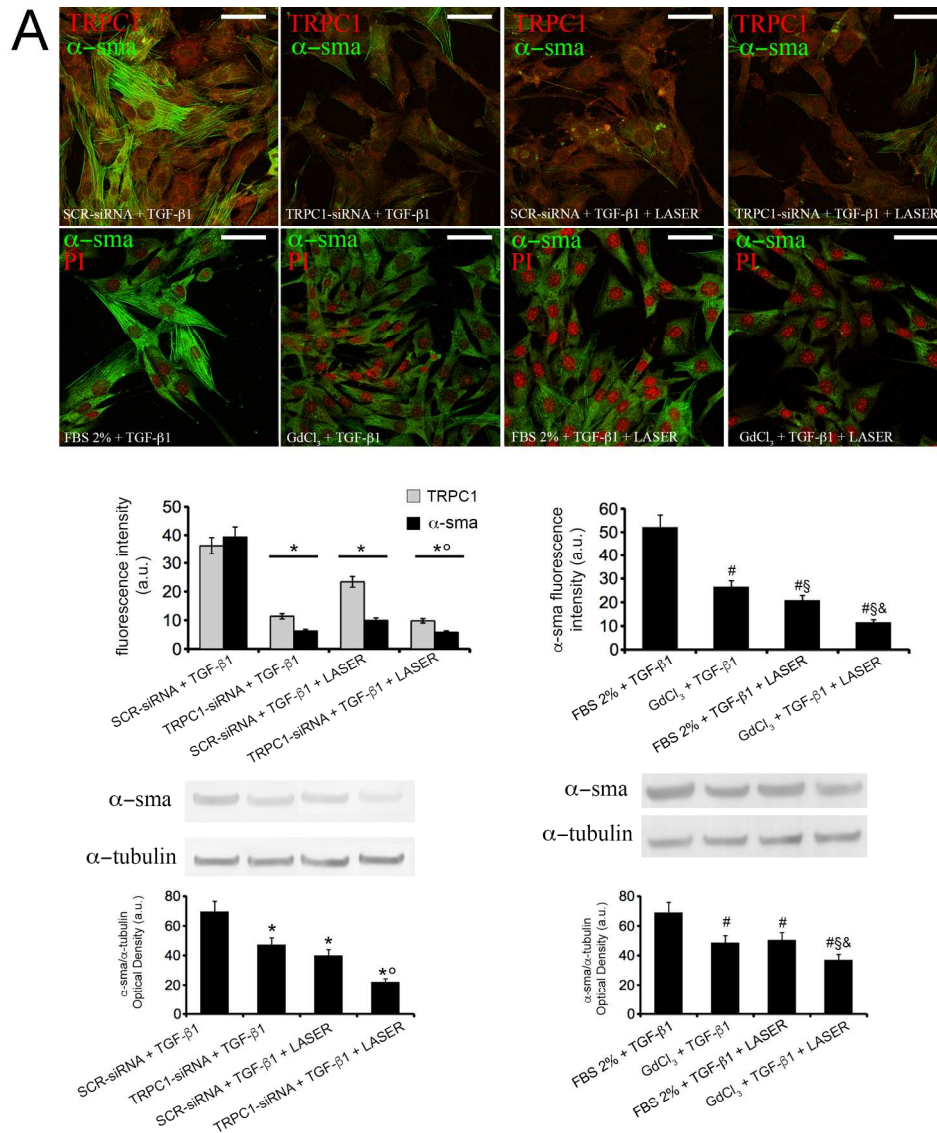 A
TRPC1
α-sma
SCR-siRNA + TGF-β1
TRPC1
α-sma
TRPC1-siRNA + TGF-β1
TRPC1
α-sma
SCR-siRNA + TGF-β1 + LASER
TRPC1
α-sma
TRPC1-siRNA + TGF-β1 + LASER
α-sma
PI
FBS 2% + TGF-β1
α-sma
PI
GdCl₃ + TGF-β1
α-sma
PI
FBS 2% + TGF-β1 + LASER
α-sma
PI
GdCl₃ + TGF-β1 + LASER
fluorescence intensity
(a.u.)
50
40
30
20
10
0
TRPC1
α-sma
*
*
*°
SCR-siRNA + TGF-β1
TRPC1-siRNA + TGF-β1
SCR-siRNA + TGF-β1 + LASER
TRPC1-siRNA + TGF-β1 + LASER
α-sma fluorescence
intensity (a.u.)
60
50
40
30
20
10
0
#
#§
#§&
FBS 2% + TGF-β1
GdCl₃ + TGF-β1
FBS 2% + TGF-β1 + LASER
GdCl₃ + TGF-β1 + LASER
α-sma
α-tubulin
α-sma/α-tubulin
Optical Density (a.u.)
80
60
40
20
0
*
*
*°
SCR-siRNA + TGF-β1
TRPC1-siRNA + TGF-β1
SCR-siRNA + TGF-β1 + LASER
TRPC1-siRNA + TGF-β1 + LASER
α-sma
α-tubulin
α-sma/α-tubulin
Optical Density (a.u.)
80
60
40
20
0
#
#
#§&
FBS 2% + TGF-β1
GdCl₃ + TGF-β1
FBS 2% + TGF-β1 + LASER
GdCl₃ + TGF-β1 + LASER